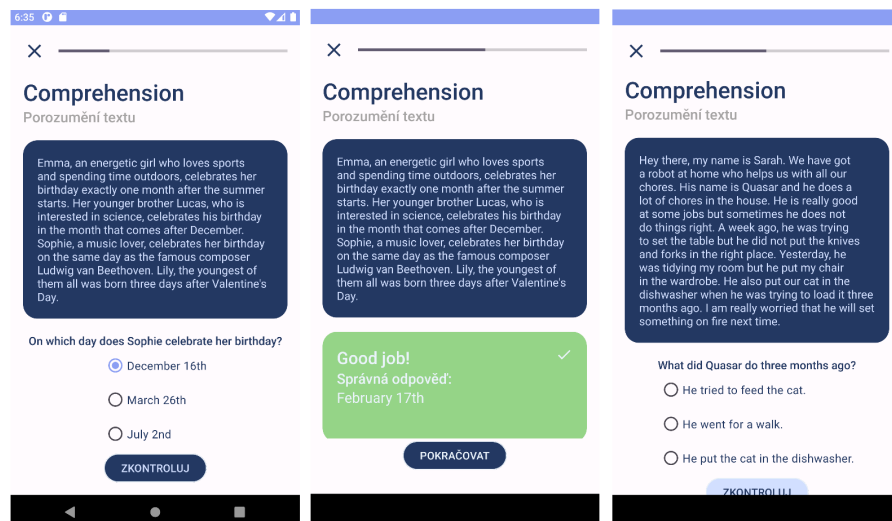 6:35
Comprehension
Porozumění textu
Emma, an energetic girl who loves sports
and spending time outdoors, celebrates her
birthday exactly one month after the summer
starts. Her younger brother Lucas, who is
interested in science, celebrates his birthday
in the month that comes after December.
Sophie, a music lover, celebrates her birthday
on the same day as the famous composer
Ludwig van Beethoven. Lily, the youngest of
them all was born three days after Valentine's
Day.
On which day does Sophie celebrate her birthday?
December 16th
March 26th
July 2nd
ZKONTROLUJ
Comprehension
Porozumění textu
Emma, an energetic girl who loves sports
and spending time outdoors, celebrates her
birthday exactly one month after the summer
starts. Her younger brother Lucas, who is
interested in science, celebrates his birthday
in the month that comes after December.
Sophie, a music lover, celebrates her birthday
on the same day as the famous composer
Ludwig van Beethoven. Lily, the youngest of
them all was born three days after Valentine's
Day.
Good job!
Správná odpověď:
February 17th
POKRAČOVAT
Comprehension
Porozumění textu
Hey there, my name is Sarah. We have got
a robot at home who helps us with all our
chores. His name is Quasar and he does a
lot of chores in the house. He is really good
at some jobs but sometimes he does not
do things right. A week ago, he was trying
to set the table but he did not put the knives
and forks in the right place. Yesterday, he
was tidying my room but he put my chair
in the wardrobe. He also put our cat in the
dishwasher when he was trying to load it three
months ago. I am really worried that he will set
something on fire next time.
What did Quasar do three months ago?
He tried to feed the cat.
He went for a walk.
He put the cat in the dishwasher.
ZKONTROLUJ